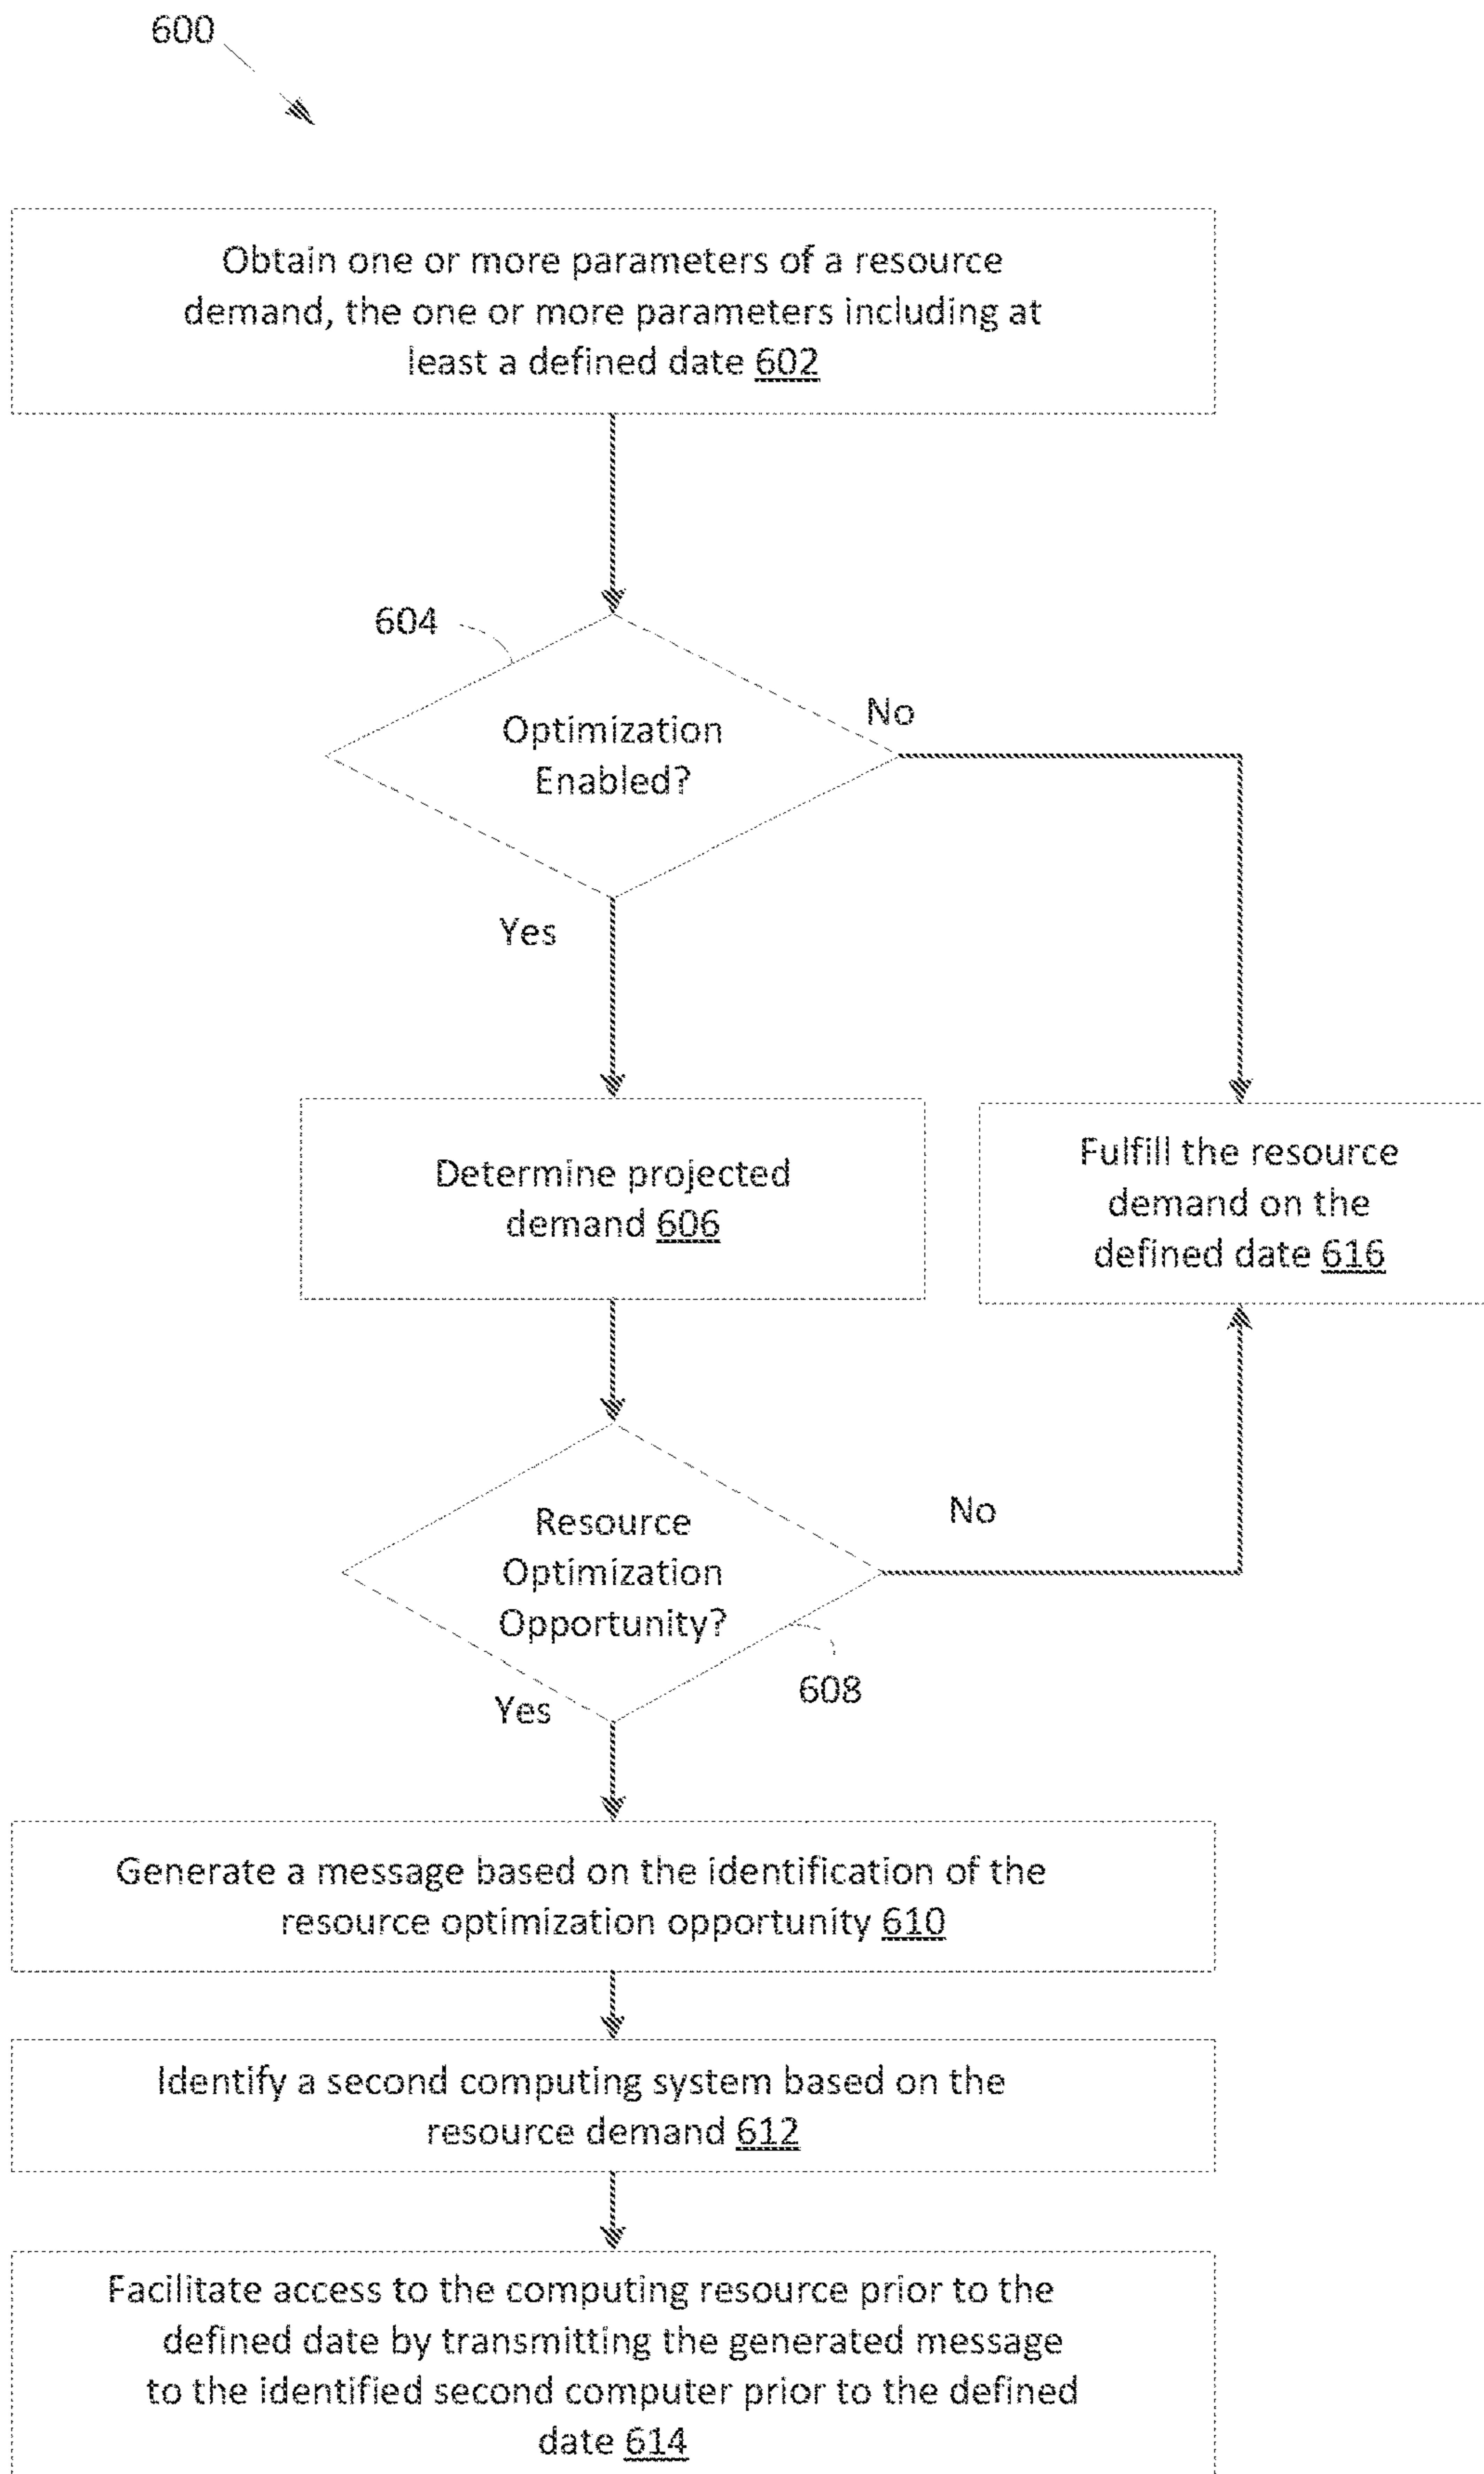 600
Obtain one or more parameters of a resource
demand, the one or more parameters including at
least a defined date 602
604
No
Optimization
Enabled?
Yes
Determine projected
demand 606
Fulfill the resource
demand on the
defined date 616
Resource
Optimization
Opportunity?
No
608
Yes
Generate a message based on the identification of the
resource optimization opportunity 610
Identify a second computing system based on the
resource demand 612
Facilitate access to the computing resource prior to the
defined date by transmitting the generated message
to the identified second computer prior to the defined
date 614